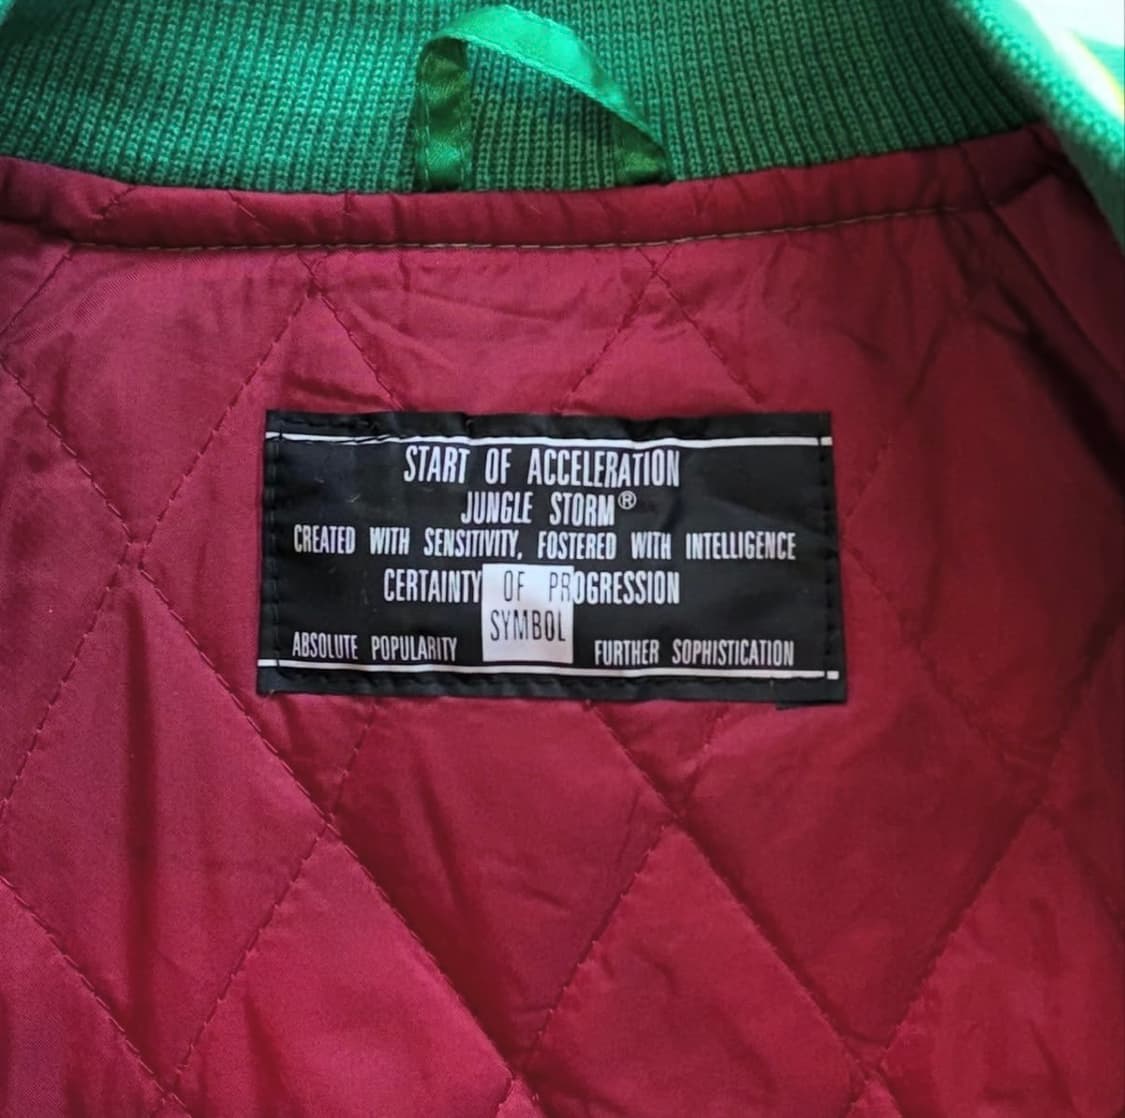 START OF ACCELERATION
JUNGLE STORM®
CREATED WITH SENSITIVITY, FOSTERED WITH INTELLIGENCE
CERTAINTY OF PROGRESSION
SYMBOL
ABSOLUTE POPULARITY FURTHER SOPHISTICATION